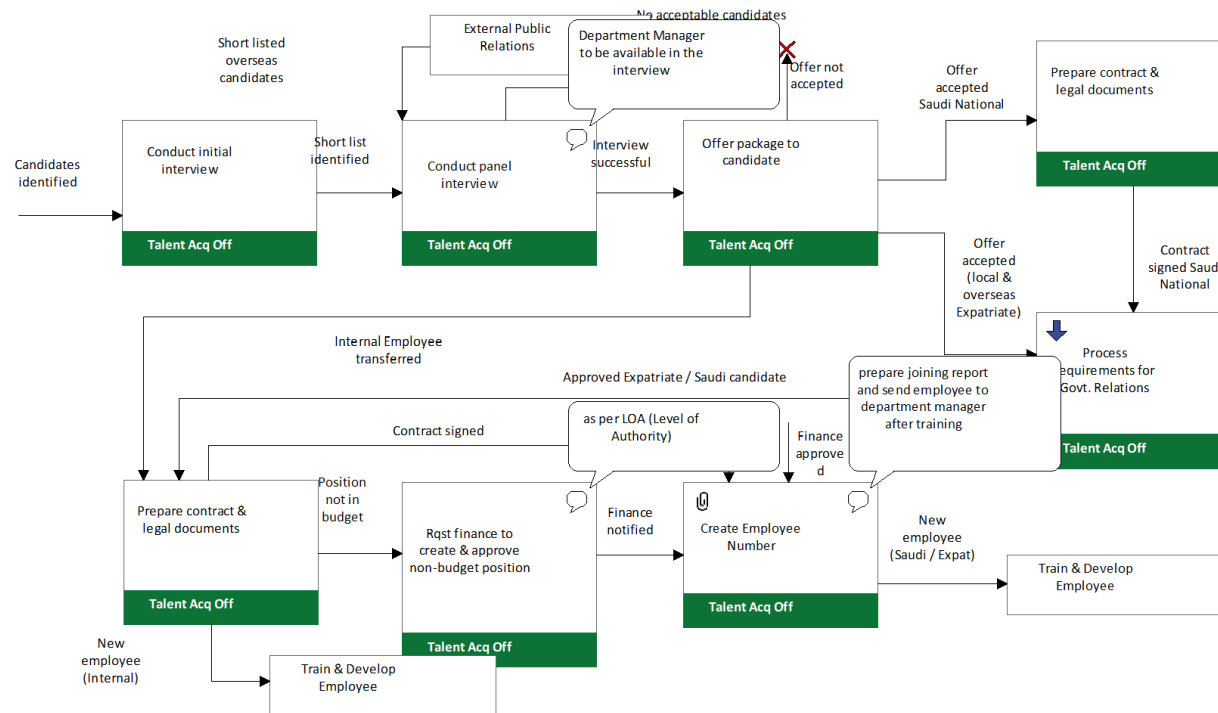 No acceptable candidates
External Public
Relations
Department Manager
to be available in the
interview
Short listed
overseas
candidates
Offer not
accepted
Offer
accepted
Saudi National
Prepare contract &
legal documents
Talent Acq Off
Candidates
identified
Conduct initial
interview
Talent Acq Off
Short list
identified
Conduct panel
interview
Talent Acq Off
Interview
successful
Offer package to
candidate
Talent Acq Off
Offer
accepted
(local &
overseas
Expatriate)
Contract
signed Saud
National
Internal Employee
transferred
Process
equirements for
Govt. Relations
Talent Acq Off
Approved Expatriate / Saudi candidate
prepare joining report
and send employee to
department manager
after training
Contract signed
as per LOA (Level of
Authority)
Finance
approve
d
Prepare contract &
legal documents
Talent Acq Off
Position
not in
budget
Rqst finance to
create & approve
non-budget position
Talent Acq Off
Finance
notified
Create Employee
Number
Talent Acq Off
New
employee
(Saudi / Expat)
Train & Develop
Employee
New
employee
(Internal)
Train & Develop
Employee